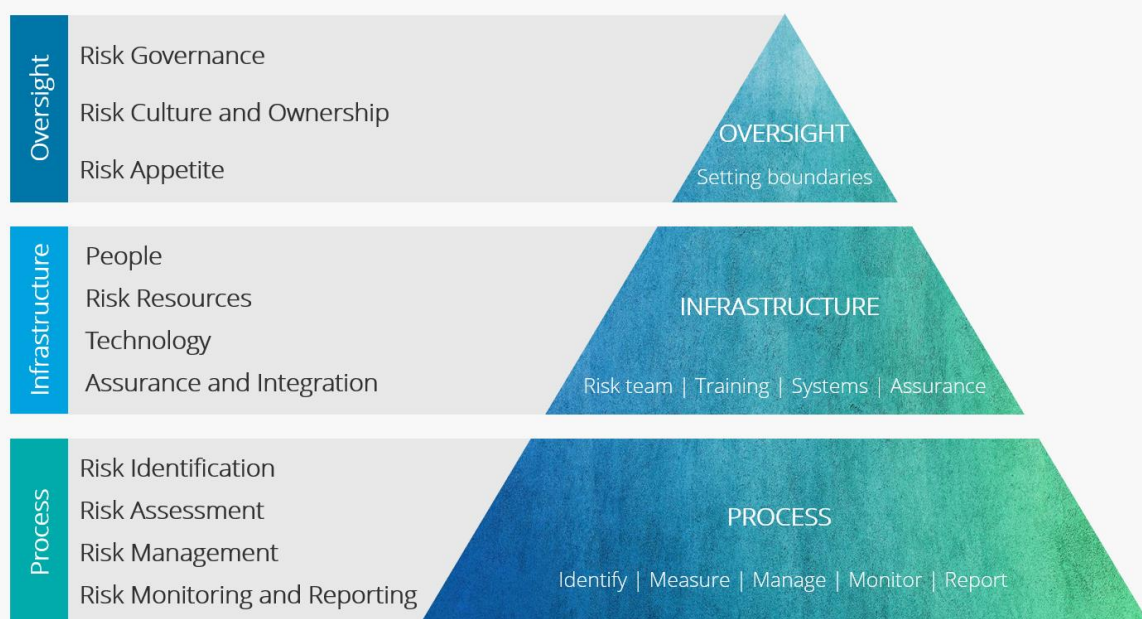 Oversight
Risk Governance
Risk Culture and Ownership
Risk Appetite
OVERSIGHT
Setting boundaries
Infrastructure
People
Risk Resources
Technology
Assurance and Integration
INFRASTRUCTURE
Risk team | Training | Systems | Assurance
Process
Risk Identification
Risk Assessment
Risk Management
Risk Monitoring and Reporting
PROCESS
Identify | Measure | Manage | Monitor | Report